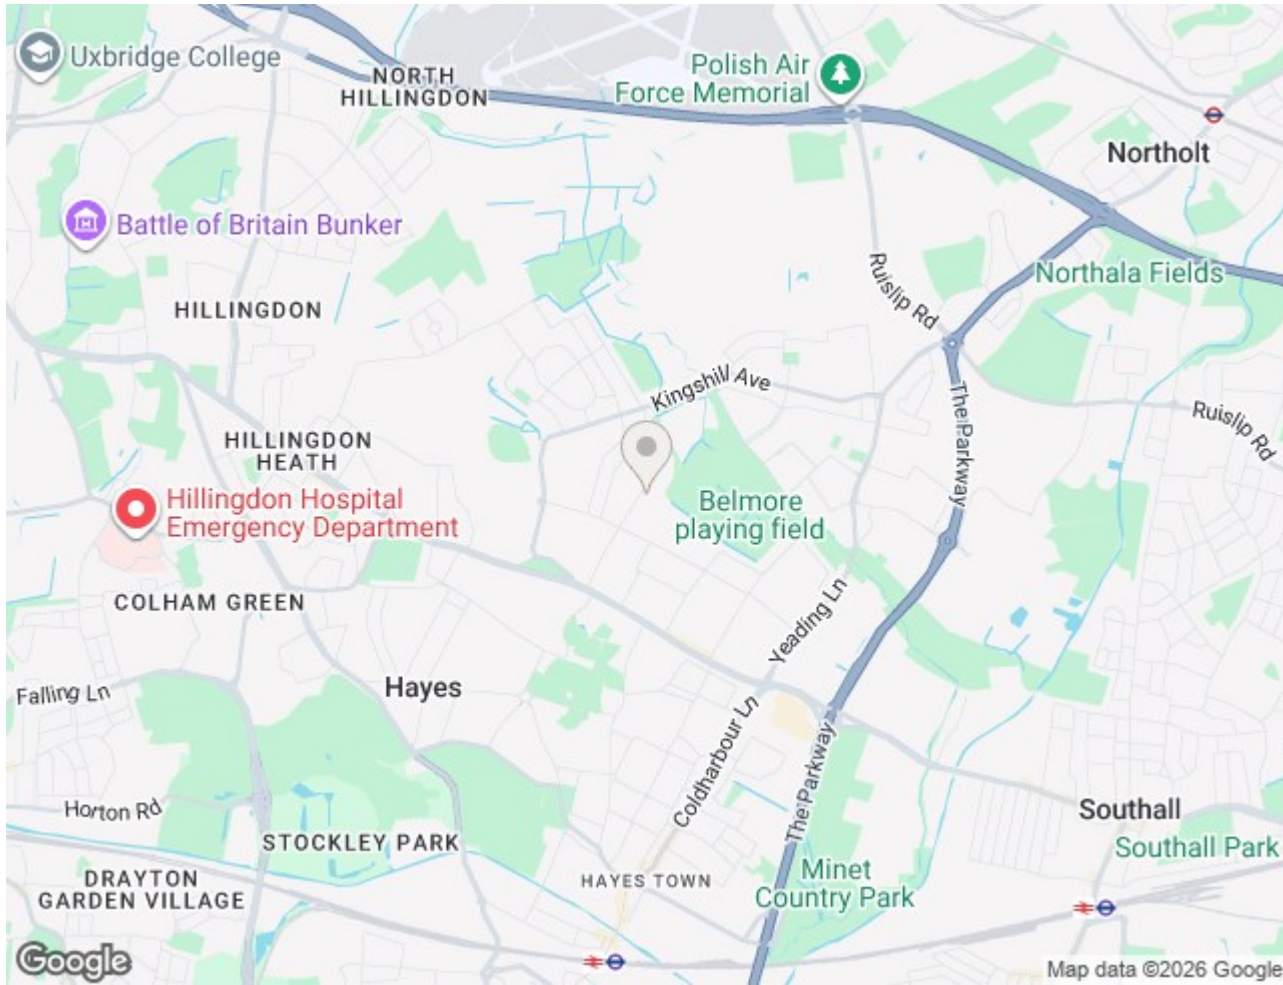 Uxbridge College
NORTH
HILLINGDON
Polish Air
Force Memorial
Northolt
Battle of Britain Bunker
Ruislip Rd
Northala Fields
HILLINGDON
Kingshill Ave
The Parkway
Ruislip Rd
HILLINGDON
HEATH
Hillingdon Hospital
Emergency Department
Belmore
playing field
COLHAM GREEN
Yeading Ln
Falling Ln
Hayes
Coldharbour Ln
The Parkway
Horton Rd
Southall
STOCKLEY PARK
Southall Park
DRAYTON
GARDEN VILLAGE
HAYES TOWN
Minet
Country Park
Google
Map data ©2026 Google